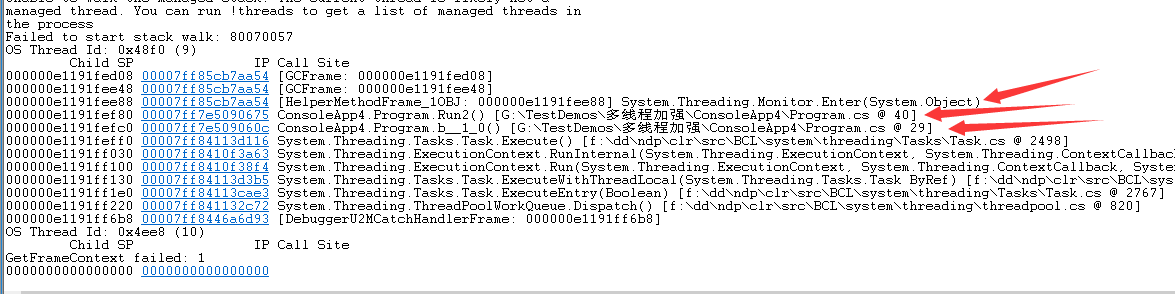 managed thread. You can run !threads to get a list of managed threads in
the process
Failed to start stack walk: 80070057
OS Thread Id: 0x48f0 (9)
Child SP IP Call Site
000000e1191fed08 00007ff85cb7aa54 [GCFrame: 000000e1191fed08]
000000e1191fee48 00007ff85cb7aa54 [GCFrame: 000000e1191fee48]
000000e1191fee88 00007ff85cb7aa54 [HelperMethodFrame_1OBJ: 000000e1191fee88] System.Threading.Monitor.Enter(System.Object)
000000e1191fef80 00007ff7e5090675 ConsoleApp4.Program.Run2() [G:\TestDemos\多线程加强\ConsoleApp4\Program.cs @ 40]
000000e1191fefc0 00007ff7e509060c ConsoleApp4.Program.b__1_0() [G:\TestDemos\多线程加强\ConsoleApp4\Program.cs @ 29]
000000e1191feff0 00007ff84113d116 System.Threading.Tasks.Task.Execute() [f:\dd\ndp\clr\src\BCL\system\threading\Tasks\Task.cs @ 2498]
000000e1191ff030 00007ff8410f3a63 System.Threading.ExecutionContext.RunInternal(System.Threading.ExecutionContext, System.Threading.ContextCallback
000000e1191ff100 00007ff8410f38f4 System.Threading.ExecutionContext.Run(System.Threading.ExecutionContext, System.Threading.ContextCallback, System
000000e1191ff130 00007ff84113d3b5 System.Threading.Tasks.Task.ExecuteWithThreadLocal(System.Threading.Tasks.Task ByRef) [f:\dd\ndp\clr\src\BCL\sys
000000e1191ff1e0 00007ff84113cae3 System.Threading.Tasks.Task.ExecuteEntry(Boolean) [f:\dd\ndp\clr\src\BCL\system\threading\Tasks\Task.cs @ 2767]
000000e1191ff220 00007ff841132c72 System.Threading.ThreadPoolWorkQueue.Dispatch() [f:\dd\ndp\clr\src\BCL\system\threading\threadpool.cs @ 820]
000000e1191ff6b8 00007ff8446a6d93 [DebuggerU2MCatchHandlerFrame: 000000e1191ff6b8]
OS Thread Id: 0x4ee8 (10)
Child SP IP Call Site
GetFrameContext failed: 1
0000000000000000 0000000000000000